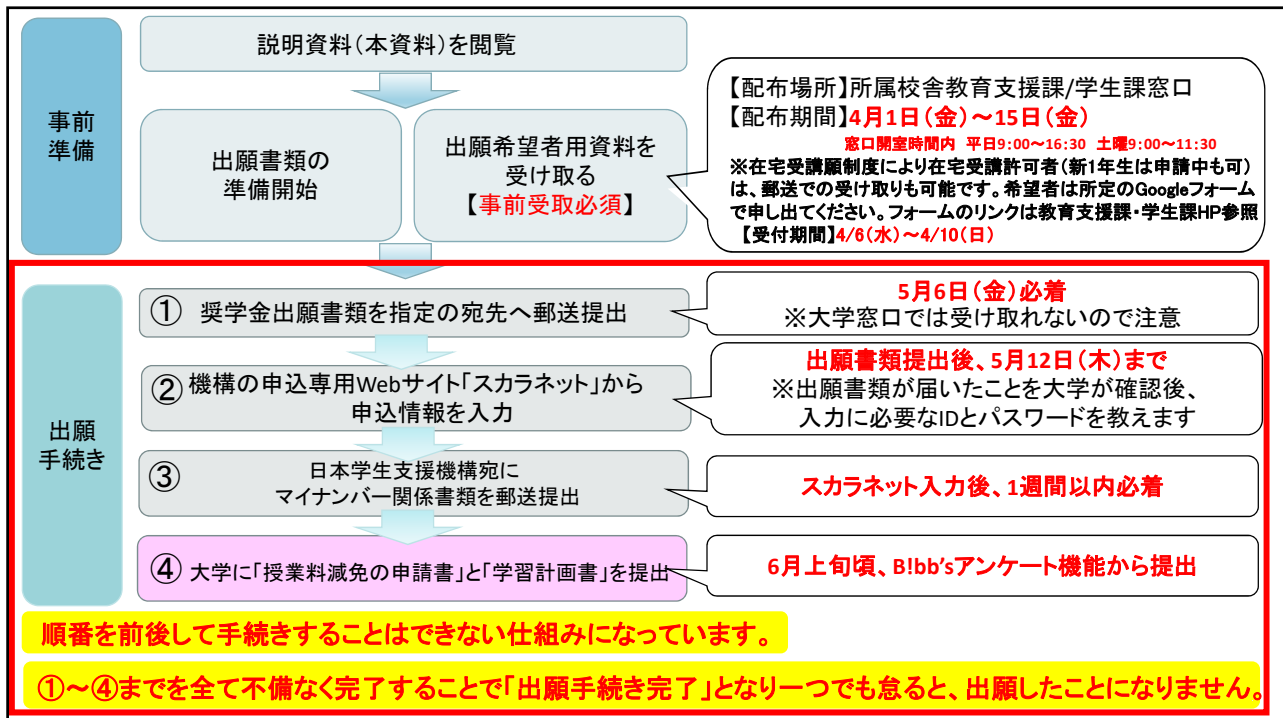 事前
準備
説明資料(本資料)を閲覧
出願書類の
準備開始
出願希望者用資料を
受け取る
【事前受取必須】
【配布場所】所属校舎教育支援課/学生課窓口
【配布期間】4月1日(金)~15日(金)
窓口開室時間内 平日9:00~16:30 土曜9:00~11:30
※在宅受講願制度により在宅受講許可者(新1年生は申請中も可)
は、郵送での受け取りも可能です。希望者は所定のGoogleフォーム
で申し出てください。フォームのリンクは教育支援課・学生課HP参照
【受付期間】4/6(水)~4/10(日)
出願
手続き
① 奨学金出願書類を指定の宛先へ郵送提出
5月6日(金)必着
※大学窓口では受け取れないので注意
② 機構の申込専用Webサイト「スカラネット」から
申込情報を入力
出願書類提出後、5月12日(木)まで
※出願書類が届いたことを大学が確認後、
入力に必要なIDとパスワードを教えます
③ 日本学生支援機構宛に
マイナンバー関係書類を郵送提出
スカラネット入力後、1週間以内必着
④ 大学に「授業料減免の申請書」と「学習計画書」を提出
6月上旬頃、B!bb'sアンケート機能から提出
順番を前後して手続きすることはできない仕組みになっています。
①~④までを全て不備なく完了することで「出願手続き完了」となり一つでも怠ると、出願したことになりません。